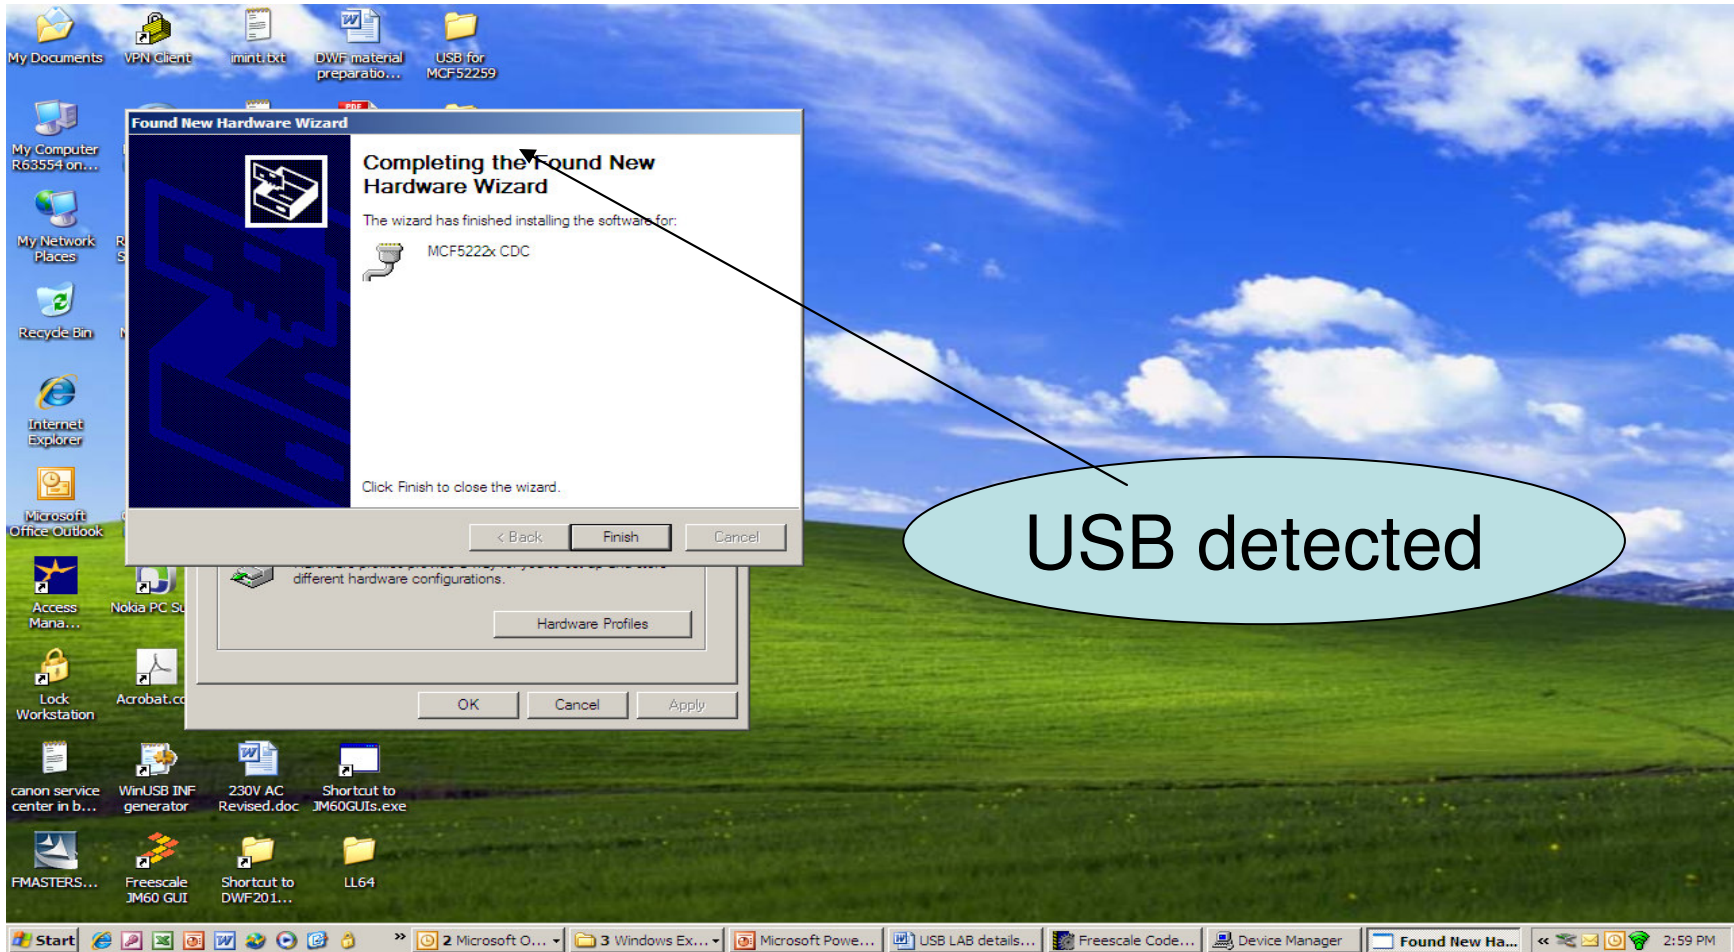 My Documents
VPN Client
imint.txt
DWF material
preparatio...
USB for
MCF52259
My Computer
R63554 on...
My Network
Places
Recycle Bin
Internet
Explorer
Microsoft
Office Outlook
Access
Mana...
Nokia PC Su
Lock
Workstation
Acrobat.co
canon service
center in b...
WinUSB INF
generator
230V AC
Revised.doc
Shortcut to
JM60GUIs.exe
FMASTERS...
Freescale
JM60 GUI
Shortcut to
DWF201...
LL64
Found New Hardware Wizard
Completing the Found New
Hardware Wizard
The wizard has finished installing the software for:
MCF5222x CDC
Click Finish to close the wizard.
< Back
Finish
Cancel
different hardware configurations.
Hardware Profiles
OK
Cancel
Apply
USB detected
Start
2 Microsoft O...
3 Windows Ex...
Microsoft Powe...
USB LAB details...
Freescale Code...
Device Manager
Found New Ha...
2:59 PM